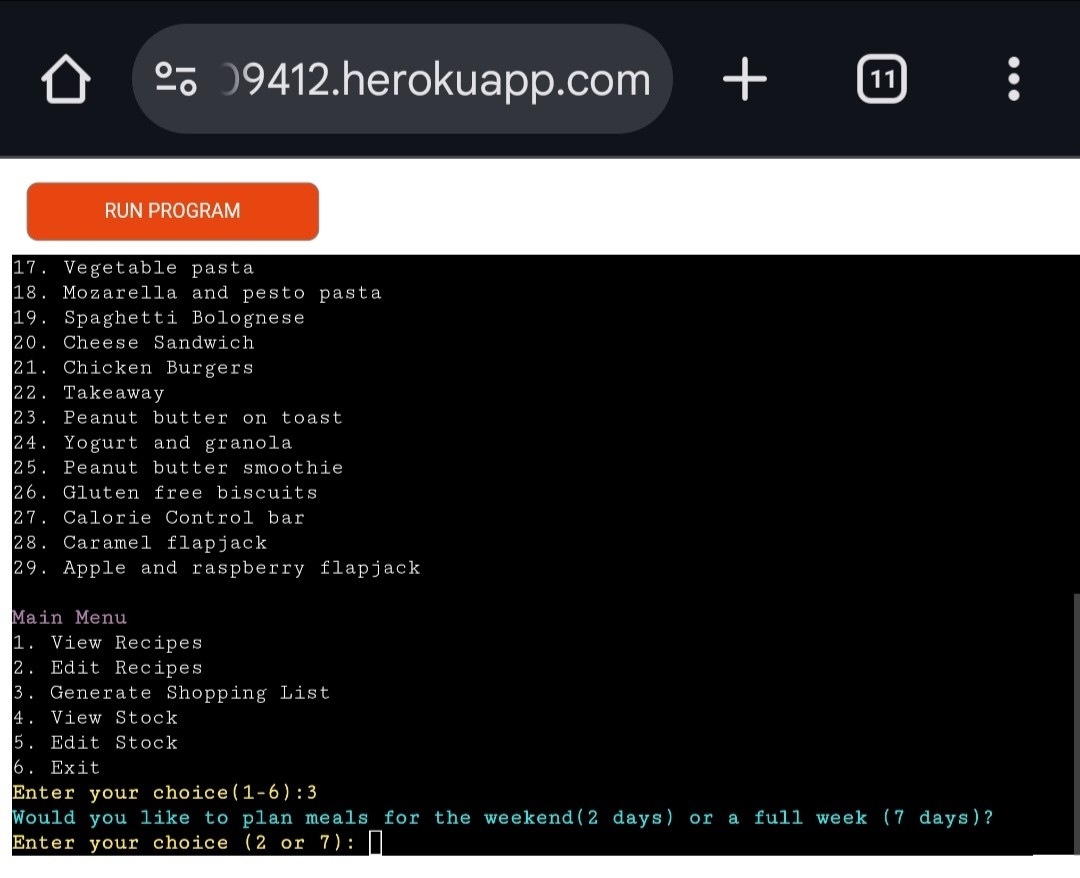 9412.herokuapp.com
11
RUN PROGRAM
17. Vegetable pasta
18. Mozarella and pesto pasta
19. Spaghetti Bolognese
20. Cheese Sandwich
21. Chicken Burgers
22. Takeaway
23. Peanut butter on toast
24. Yogurt and granola
25. Peanut butter smoothie
26. Gluten free biscuits
27. Calorie Control bar
28. Caramel flapjack
29. Apple and raspberry flapjack
Main Menu
1. View Recipes
2. Edit Recipes
3. Generate Shopping List
4. View Stock
5. Edit Stock
6. Exit
Enter your choice(1-6):3
Would you like to plan meals for the weekend(2 days) or a full week (7 days)?
Enter your choice (2 or 7):